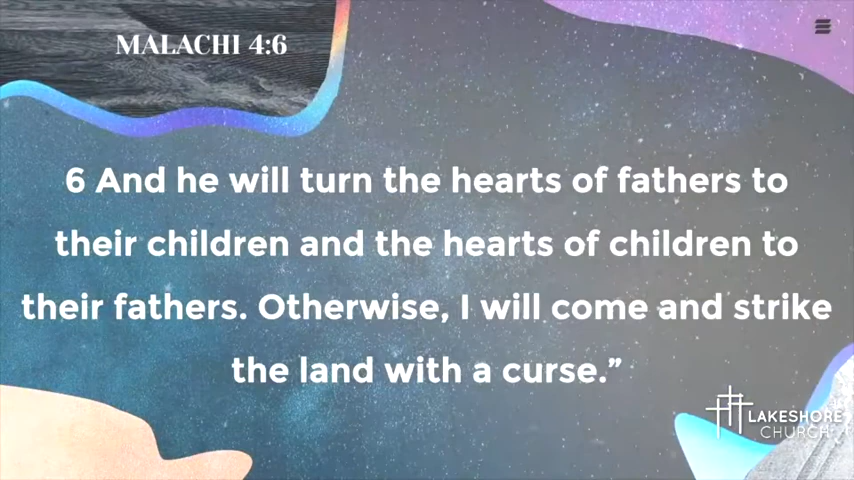 MALACHI 4:6
6 And he will turn the hearts of fathers to
their children and the hearts of children to
their fathers. Otherwise, I will come and strike
the land with a curse.”
LAKESHORE
CHURCH